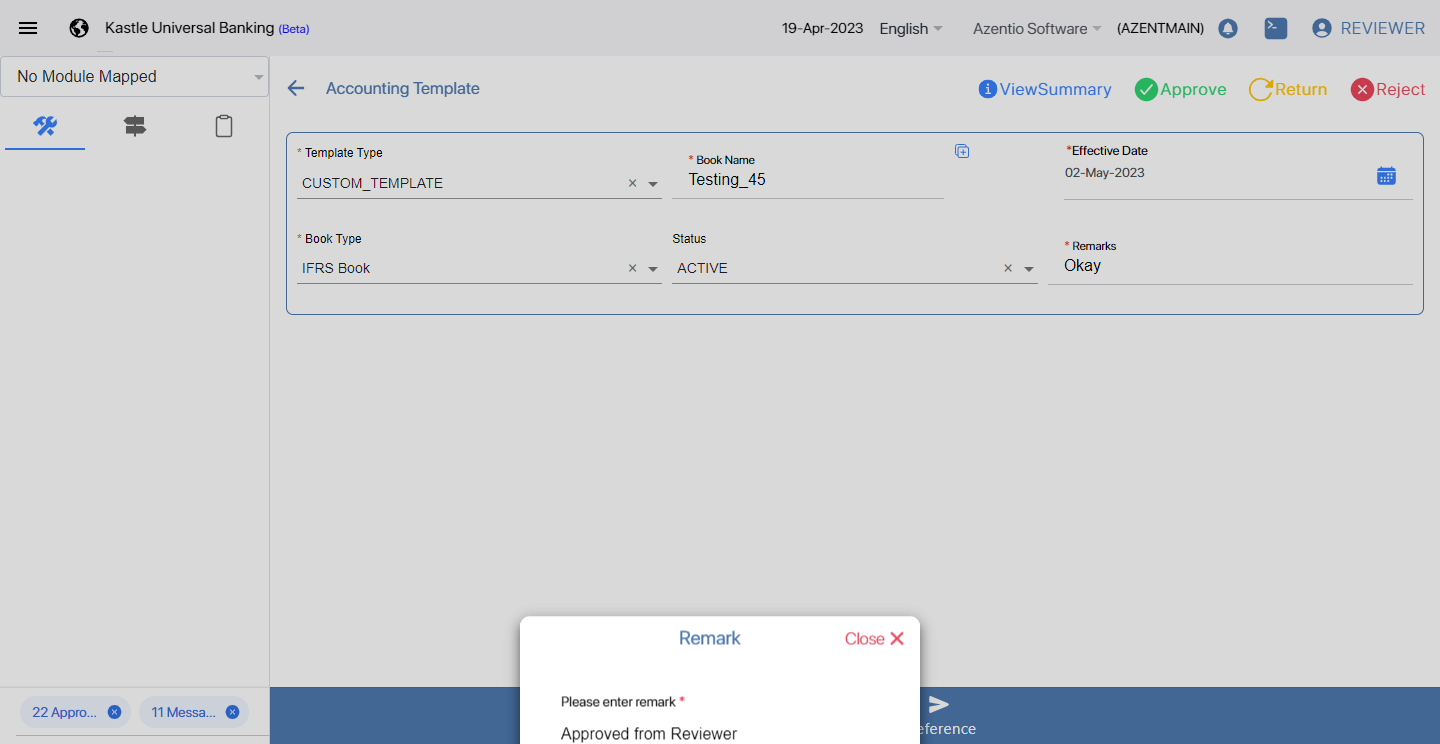 Kastle Universal Banking (Beta)
19-Apr-2023 English Azentio Software (AZENTMAIN) REVIEWER
No Module Mapped
Accounting Template
ViewSummary Approve Return Reject
* Template Type
CUSTOM_TEMPLATE
* Book Name
Testing_45
*Effective Date
02-May-2023
* Book Type
IFRS Book
Status
ACTIVE
* Remarks
Okay
Remark Close
Please enter remark *
Approved from Reviewer
22 Appro... 11 Messa...